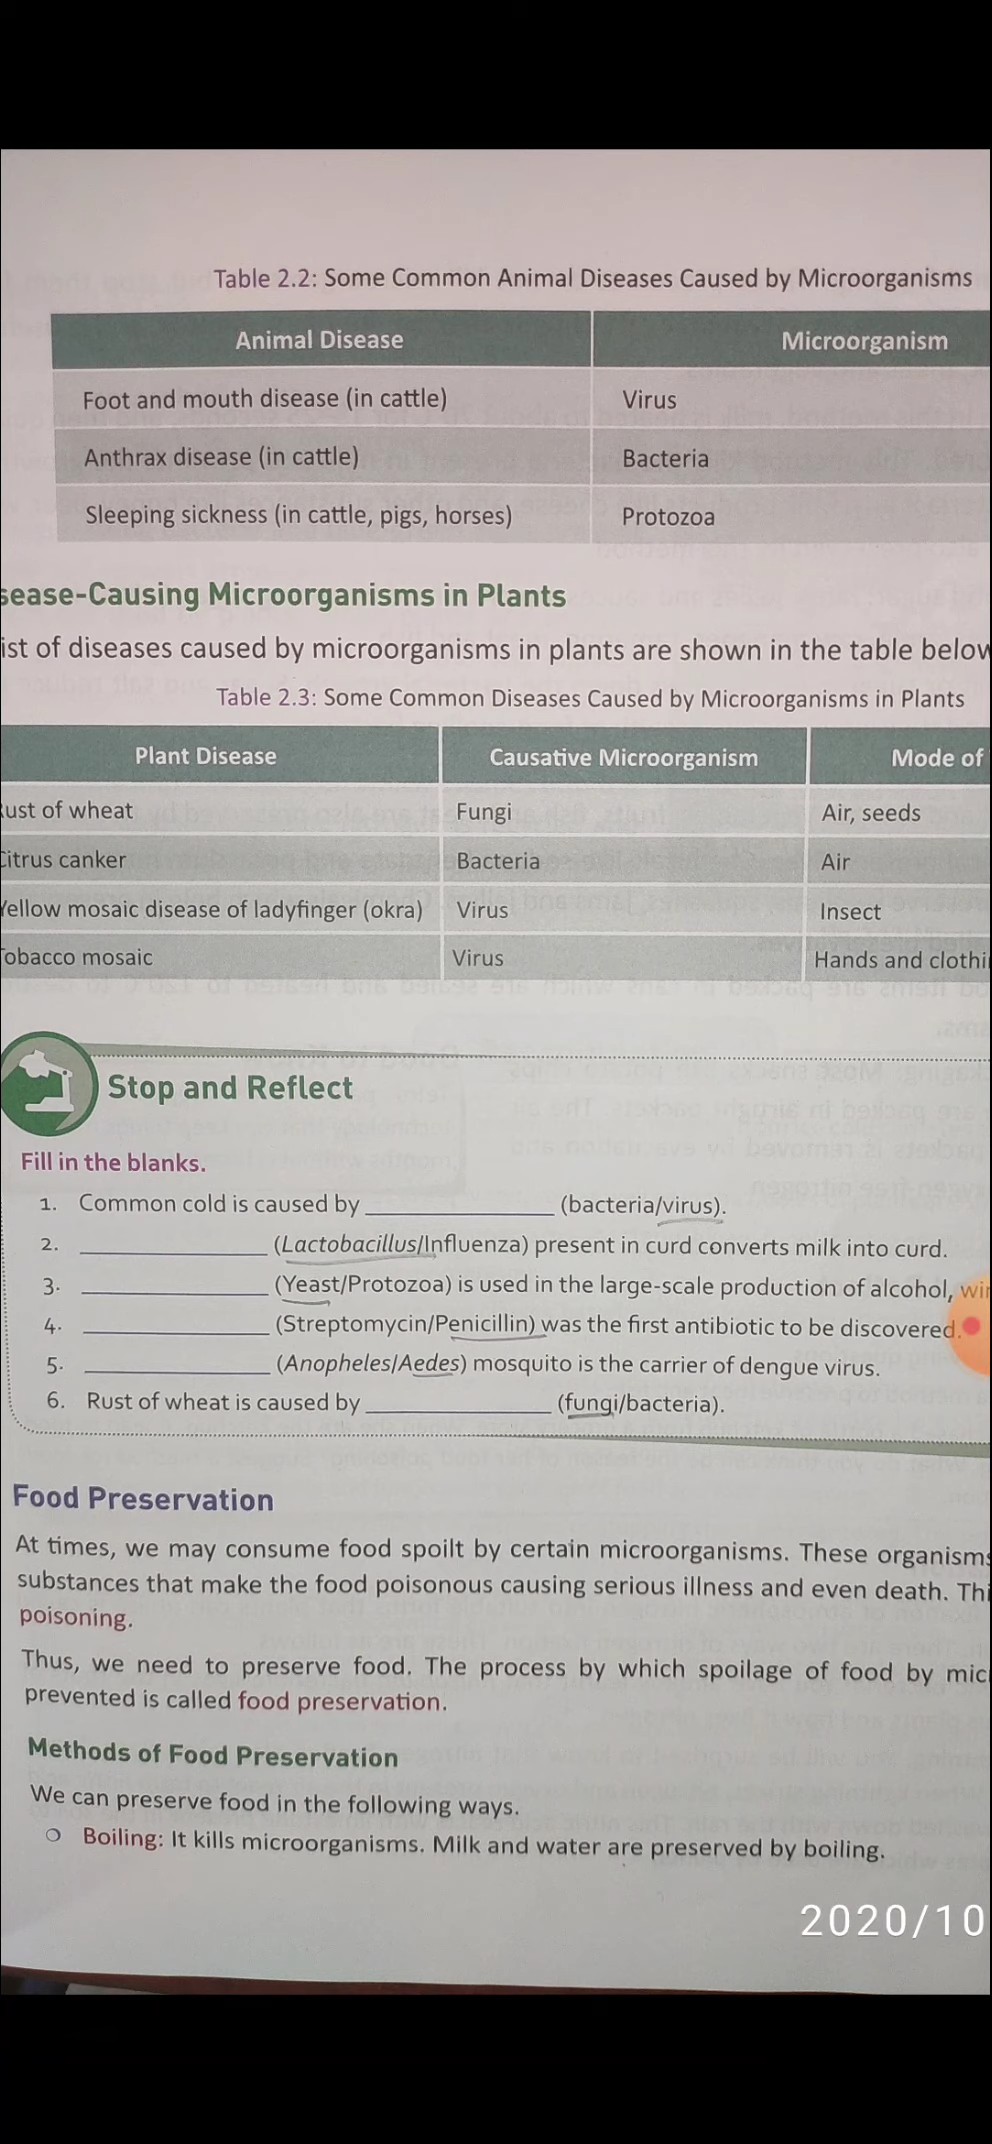 Table 2.2: Some Common Animal Diseases Caused by Microorganisms
Animal Disease Microorganism
Foot and mouth disease (in cattle) Virus
Anthrax disease (in cattle) Bacteria
Sleeping sickness (in cattle, pigs, horses) Protozoa
sease-Causing Microorganisms in Plants
ist of diseases caused by microorganisms in plants are shown in the table below
Table 2.3: Some Common Diseases Caused by Microorganisms in Plants
Plant Disease Causative Microorganism Mode of
Rust of wheat Fungi Air, seeds
Citrus canker Bacteria Air
Yellow mosaic disease of ladyfinger (okra) Virus Insect
Tobacco mosaic Virus Hands and clothi
Stop and Reflect
Fill in the blanks.
1. Common cold is caused by ______________ (bacteria/virus).
2. ______________ (Lactobacillus/Influenza) present in curd converts milk into curd.
3. ______________ (Yeast/Protozoa) is used in the large-scale production of alcohol, wi
4. ______________ (Streptomycin/Penicillin) was the first antibiotic to be discovered.
5. ______________ (Anopheles/Aedes) mosquito is the carrier of dengue virus.
6. Rust of wheat is caused by ______________ (fungi/bacteria).
Food Preservation
At times, we may consume food spoilt by certain microorganisms. These organisms
substances that make the food poisonous causing serious illness and even death. Thi
poisoning.
Thus, we need to preserve food. The process by which spoilage of food by mic
prevented is called food preservation.
Methods of Food Preservation
We can preserve food in the following ways.
Boiling: It kills microorganisms. Milk and water are preserved by boiling.
2020/10